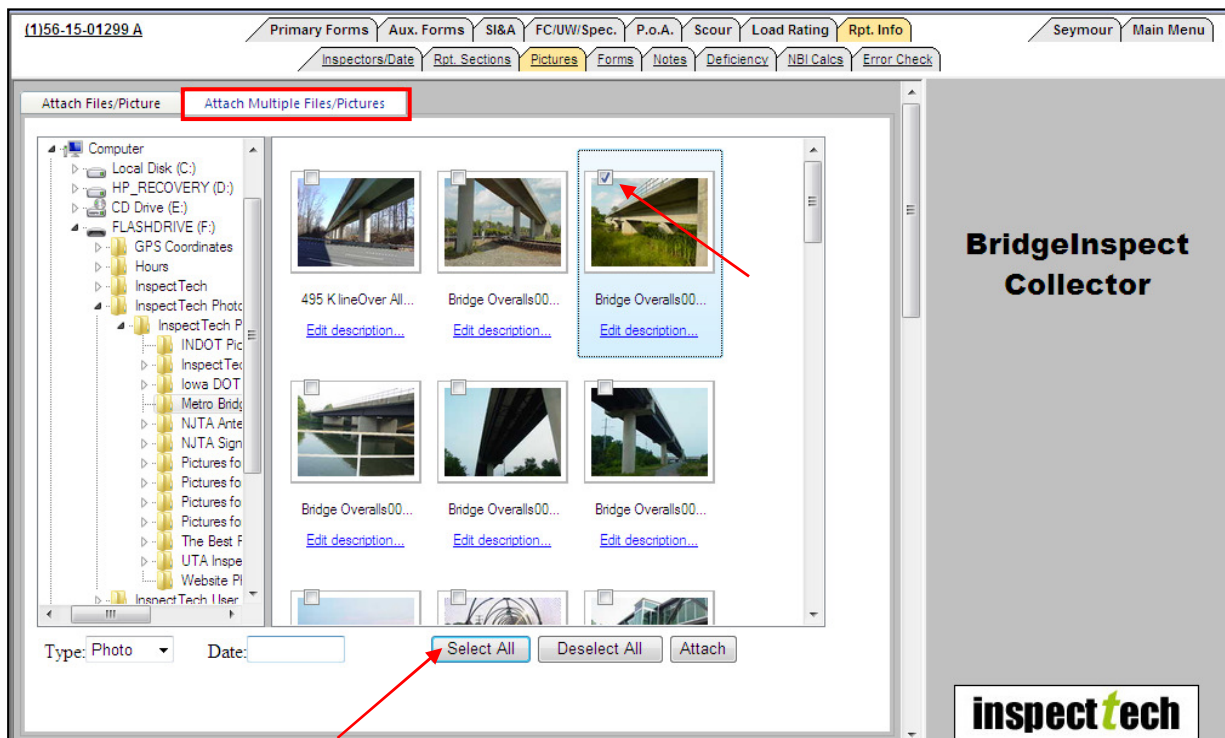 (1)56-15-01299 A
Primary Forms Aux. Forms SI&A FC/UW/Spec. P.o.A. Scour Load Rating Rpt. Info Seymour Main Menu
Inspectors/Date Rpt. Sections Pictures Forms Notes Deficiency NBI Calcs Error Check
Attach Files/Picture Attach Multiple Files/Pictures
Computer
Local Disk (C:)
HP_RECOVERY (D:)
CD Drive (E:)
FLASHDRIVE (F:)
GPS Coordinates
Hours
InspectTech
InspectTech Photo
InspectTech P
INDOT Pic
InspectTec
Iowa DOT
Metro Bridg
NJTA Ante
NJTA Sign
Pictures fo
Pictures fo
Pictures fo
Pictures fo
The Best F
UTA Inspe
Website Pl
InspectTech User
495 K lineOver All... Bridge Overalls00... Bridge Overalls00...
Edit description... Edit description... Edit description...
Bridge Overalls00... Bridge Overalls00... Bridge Overalls00...
Edit description... Edit description... Edit description...
Type: Photo Date: Select All Deselect All Attach
BridgeInspect
Collector
inspecttech